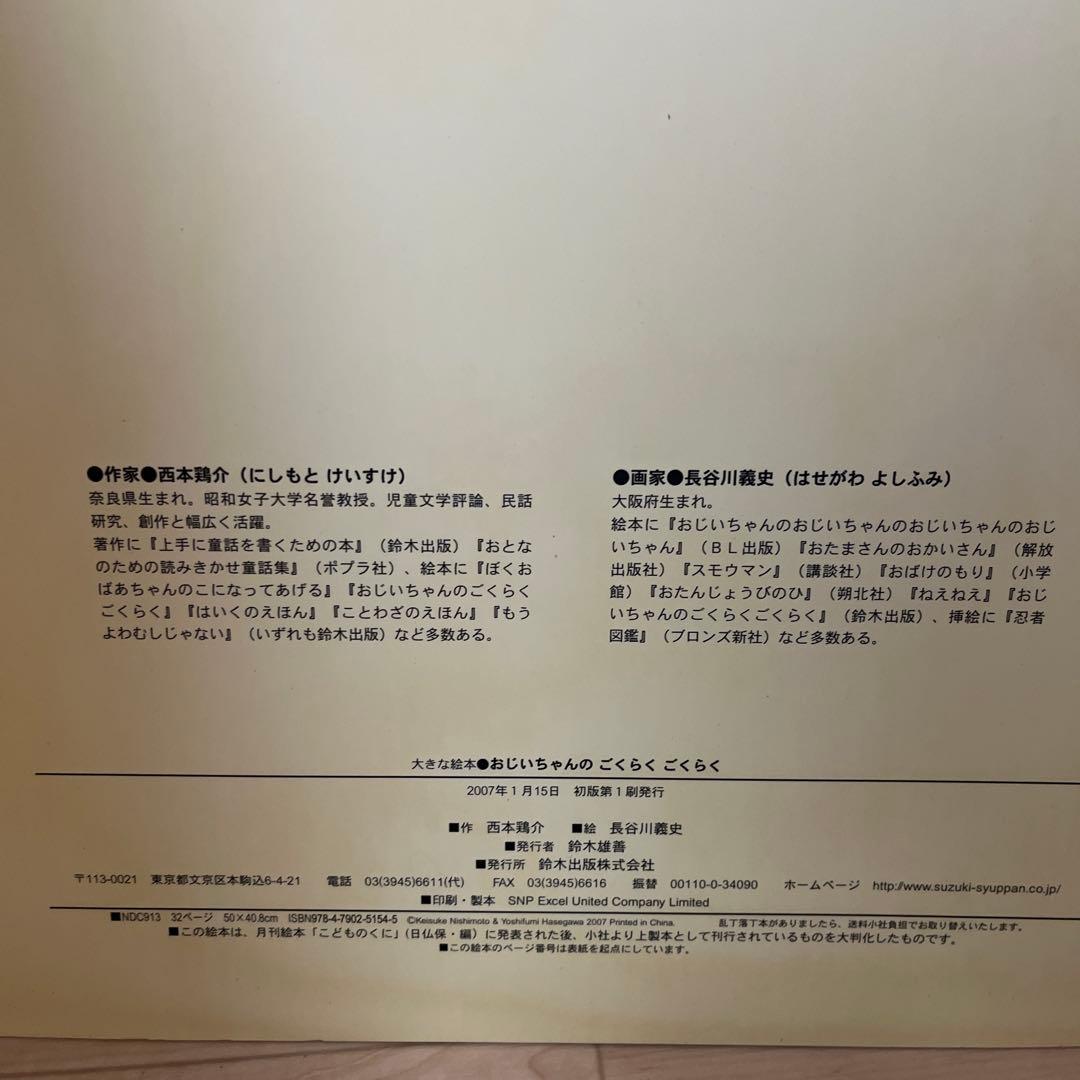 ●作家●西本鶏介（にしもと けいすけ）
奈良県生まれ。昭和女子大学名誉教授。児童文学評論、民話
研究、創作と幅広く活躍。
著作に『上手に童話を書くための本』（鈴木出版）『おとな
のための読みきかせ童話集』（ポプラ社）、絵本に『ぼくお
ばあちゃんのこになってあげる』『おじいちゃんのごくらく
ごくらく』『はいくのえほん』『ことわざのえほん』『もう
よわむしじゃない』（いずれも鈴木出版）など多数ある。
●画家●長谷川義史（はせがわ よしふみ）
大阪府生まれ。
絵本に『おじいちゃんのおじいちゃんのおじいちゃんのおじ
いちゃん』（ＢＬ出版）『おたまさんのおかいさん』（解放
出版社）『スモウマン』（講談社）『おばけのもり』（小学
館）『おたんじょうびのひ』（朔北社）『ねえねえ』『おじ
いちゃんのごくらくごくらく』（鈴木出版）、挿絵に『忍者
図鑑』（ブロンズ新社）など多数ある。
大きな絵本●おじいちゃんの ごくらく ごくらく
2007年１月15日　初版第１刷発行
■作　西本鶏介　■絵　長谷川義史
■発行者　鈴木雄善
■発行所　鈴木出版株式会社
〒113-0021　東京都文京区本駒込6-4-21　電話　03(3945)6611(代)　FAX　03(3945)6616　振替　00110-0-34090　ホームページ　http://www.suzuki-syuppan.co.jp/
■印刷・製本　SNP Excel United Company Limited
■NDC913　32ページ　50×40.8cm　ISBN978-4-7902-5154-5　©Keisuke Nishimoto & Yoshifumi Hasegawa 2007 Printed in China.　乱丁落丁本がありましたら、送料小社負担でお取り替えいたします。
■この絵本は、月刊絵本「こどものくに」（日仏保・編）に発表された後、小社より上製本として刊行されているものを大判化したものです。
■この絵本のページ番号は表紙を起点にしています。